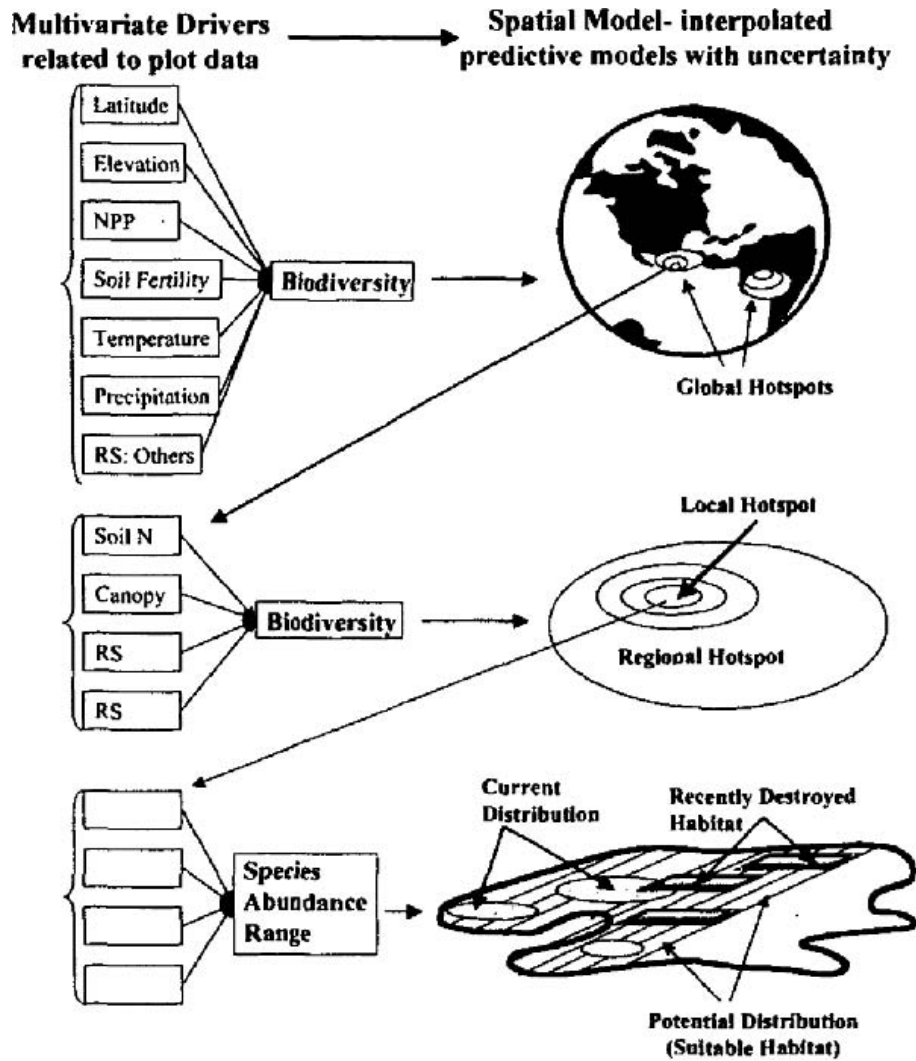 Multivariate Drivers
related to plot data
Spatial Model- interpolated
predictive models with uncertainty
Latitude
Elevation
NPP
Soil Fertility
Temperature
Precipitation
RS: Others
Biodiversity
Global Hotspots
Soil N
Canopy
RS
RS
Biodiversity
Local Hotspot
Regional Hotspot
Species
Abundance
Range
Current
Distribution
Recently Destroyed
Habitat
Potential Distribution
(Suitable Habitat)